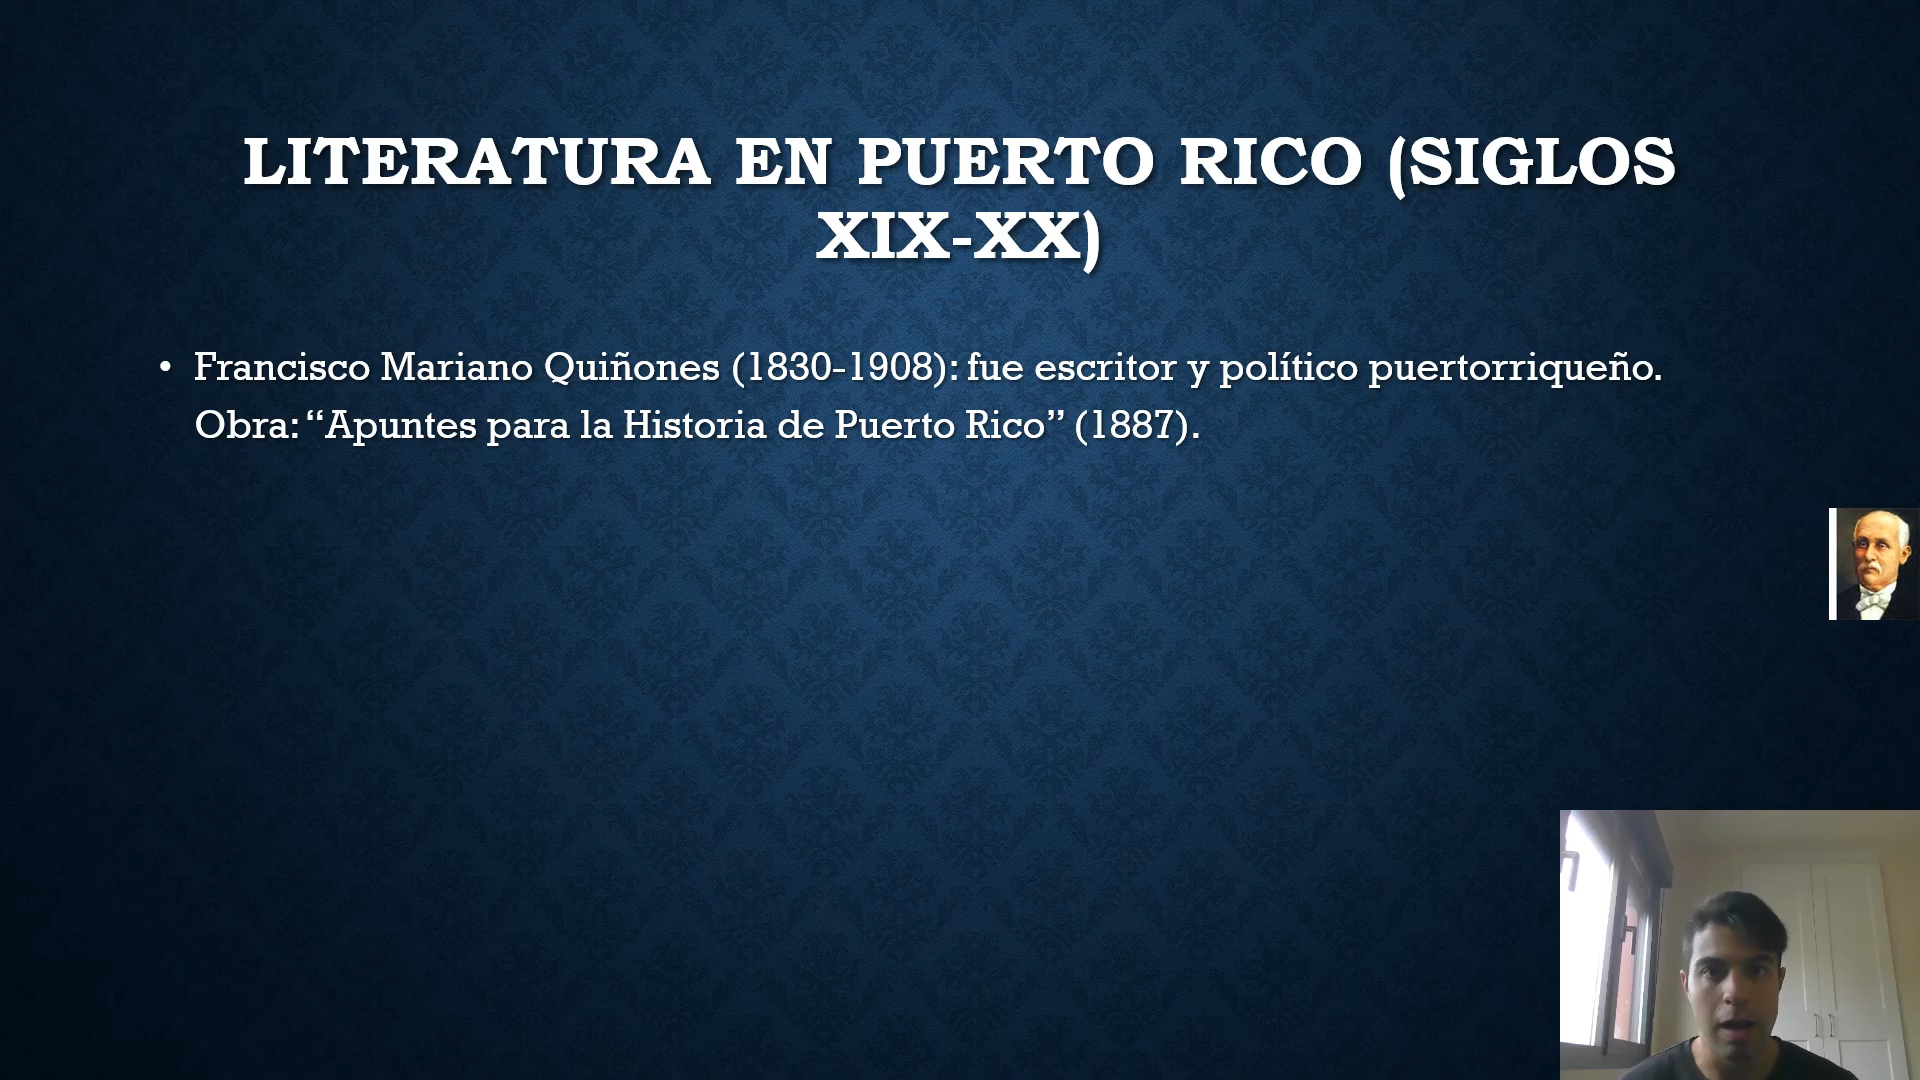 LITERATURA EN PUERTO RICO (SIGLOS
XIX-XX)
• Francisco Mariano Quiñones (1830-1908): fue escritor y político puertorriqueño.
Obra: “Apuntes para la Historia de Puerto Rico” (1887).